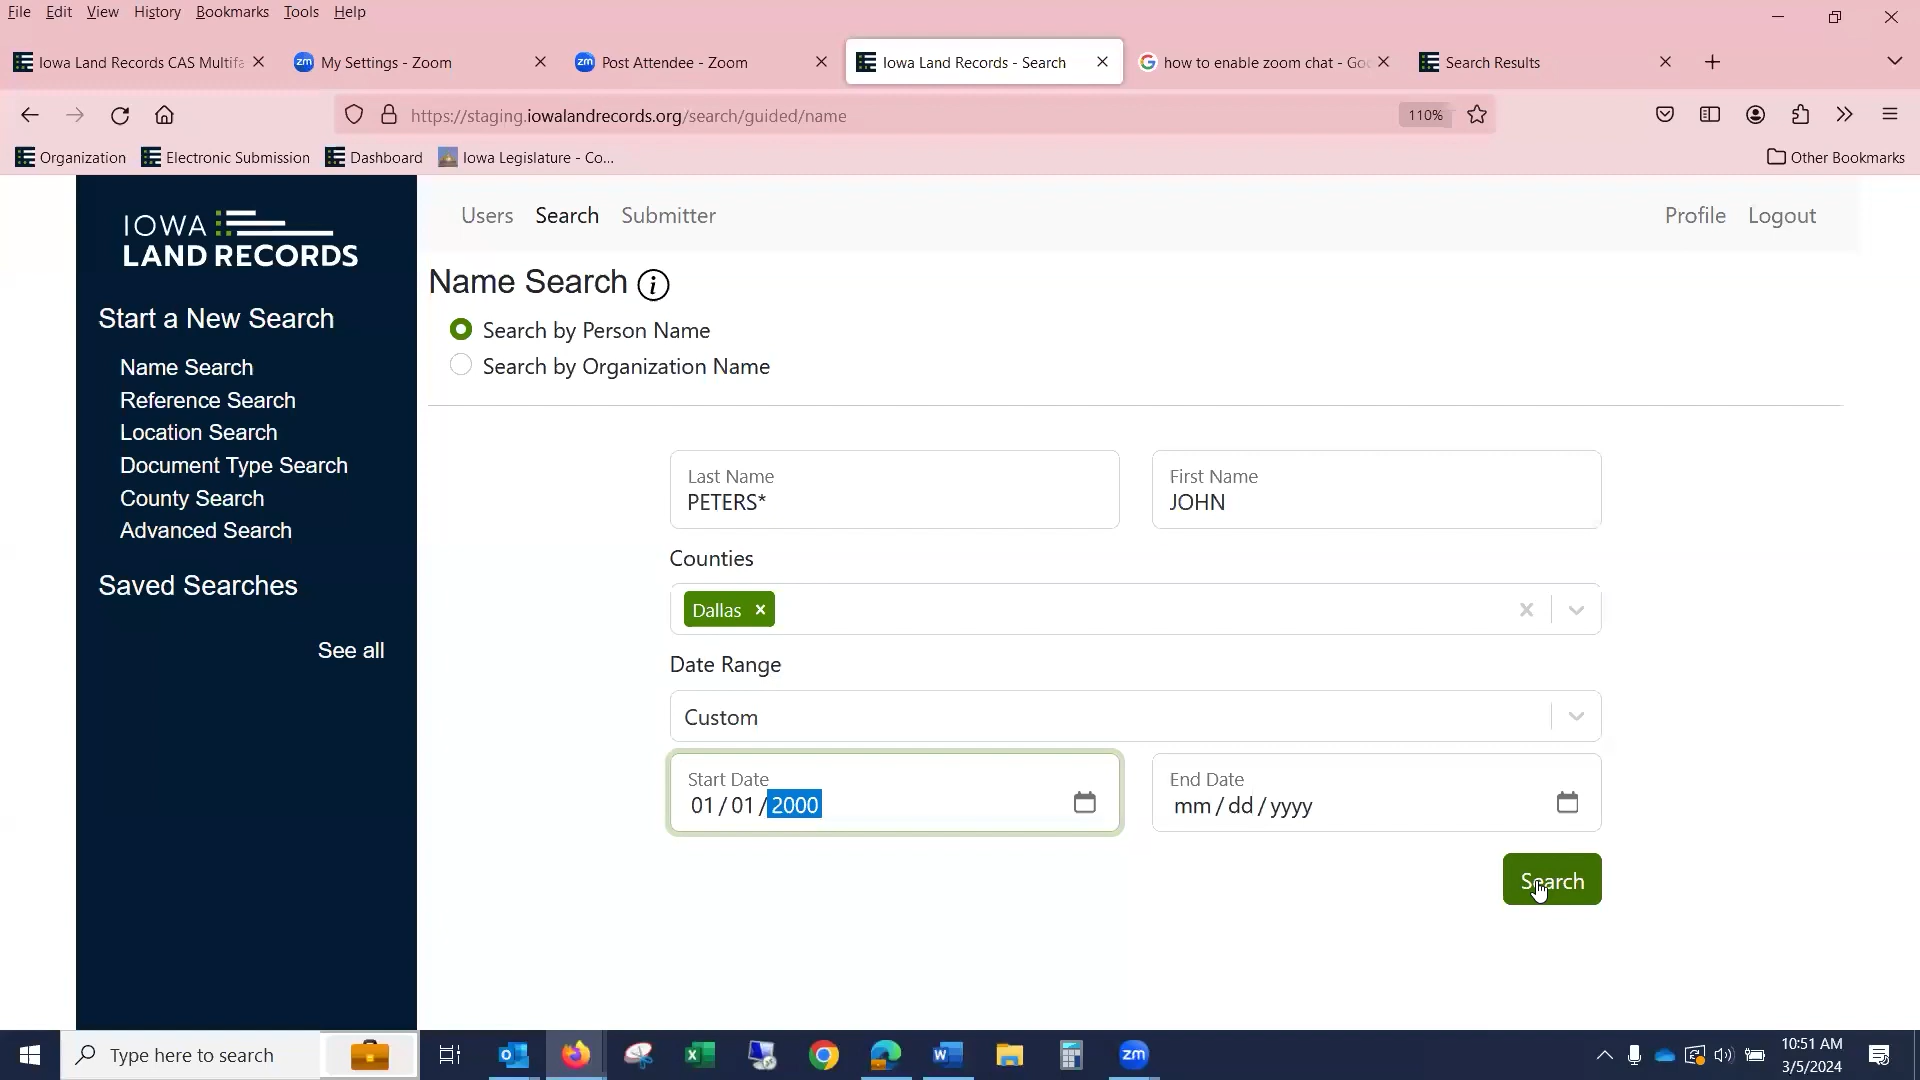 File Edit View History Bookmarks Tools Help
Iowa Land Records CAS Multifa
My Settings - Zoom
Post Attendee - Zoom
Iowa Land Records - Search
how to enable zoom chat - Goo
Search Results
https://staging.iowalandrecords.org/search/guided/name
110%
Organization
Electronic Submission
Dashboard
Iowa Legislature - Co...
Other Bookmarks
IOWA
LAND RECORDS
Start a New Search
Name Search
Reference Search
Location Search
Document Type Search
County Search
Advanced Search
Saved Searches
See all
Users Search Submitter
Profile Logout
Name Search i
Search by Person Name
Search by Organization Name
Last Name
PETERS*
First Name
JOHN
Counties
Dallas ×
Date Range
Custom
Start Date
01/01/2000
End Date
mm/dd/yyyy
Search
Type here to search
zm
10:51 AM
3/5/2024